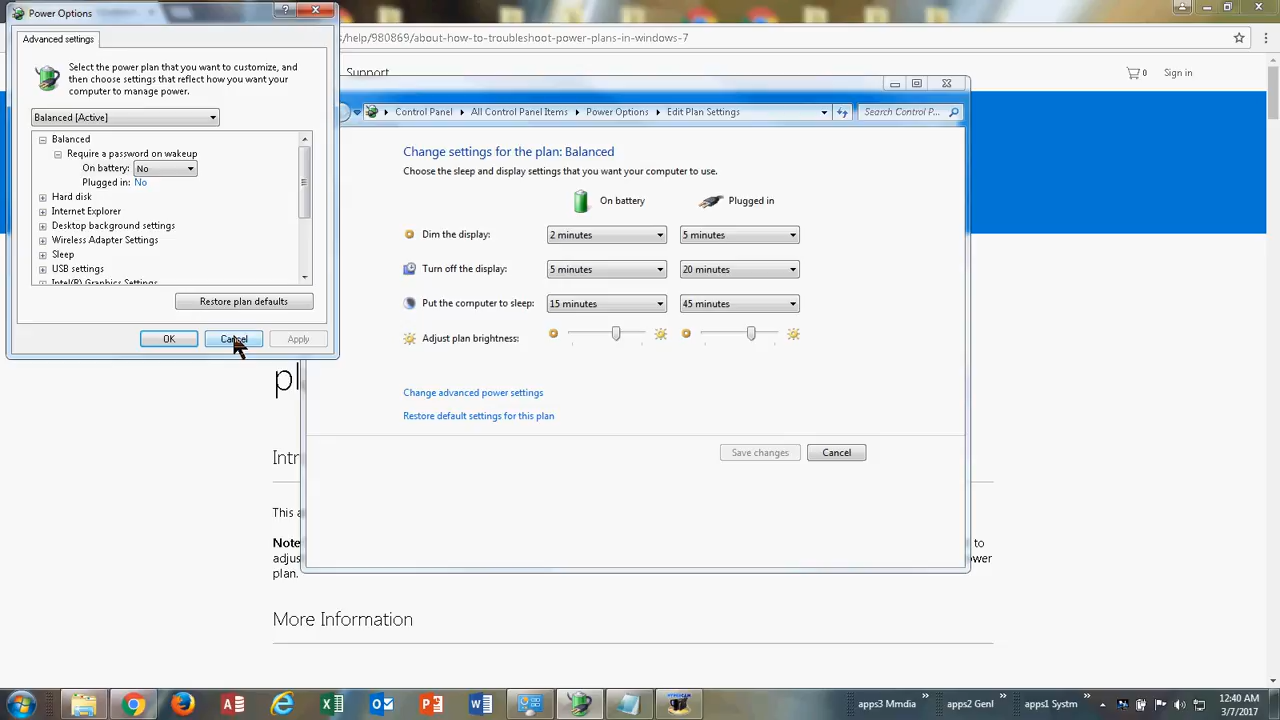 Power Options
Advanced settings
Select the power plan that you want to customize, and
then choose settings that reflect how you want your
computer to manage power.
Balanced [Active]
Balanced
Require a password on wakeup
On battery: No
Plugged in: No
Hard disk
Internet Explorer
Desktop background settings
Wireless Adapter Settings
Sleep
USB settings
Intel(R) Graphics Settings
Restore plan defaults
OK
Cancel
Apply
s/help/980869/about-how-to-troubleshoot-power-plans-in-windows-7
Support
0
Sign in
Control Panel
All Control Panel Items
Power Options
Edit Plan Settings
Search Control P...
Change settings for the plan: Balanced
Choose the sleep and display settings that you want your computer to use.
On battery
Plugged in
Dim the display: 2 minutes 5 minutes
Turn off the display: 5 minutes 20 minutes
Put the computer to sleep: 15 minutes 45 minutes
Adjust plan brightness:
Change advanced power settings
Restore default settings for this plan
Save changes
Cancel
pl
Intr
This a
Note
to
adjus
ower
plan.
More Information
apps3 Mmdia
apps2 Genl
apps1 Systm
12:40 AM
3/7/2017